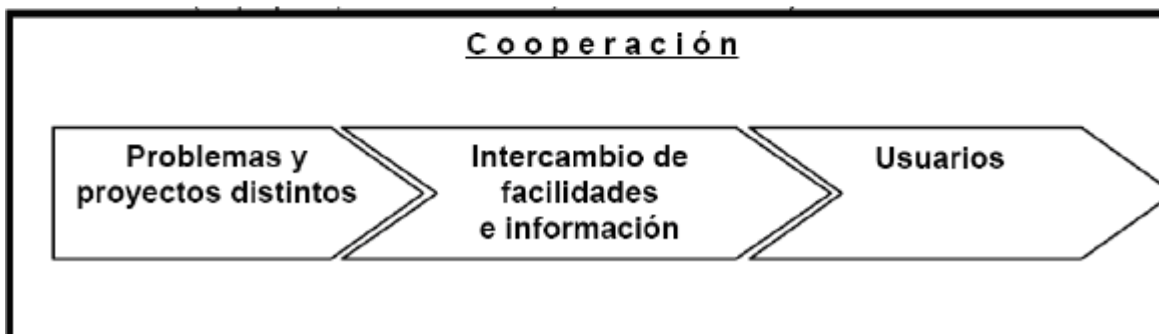 Cooperación
Problemas y
proyectos distintos
Intercambio de
facilidades
e información
Usuarios